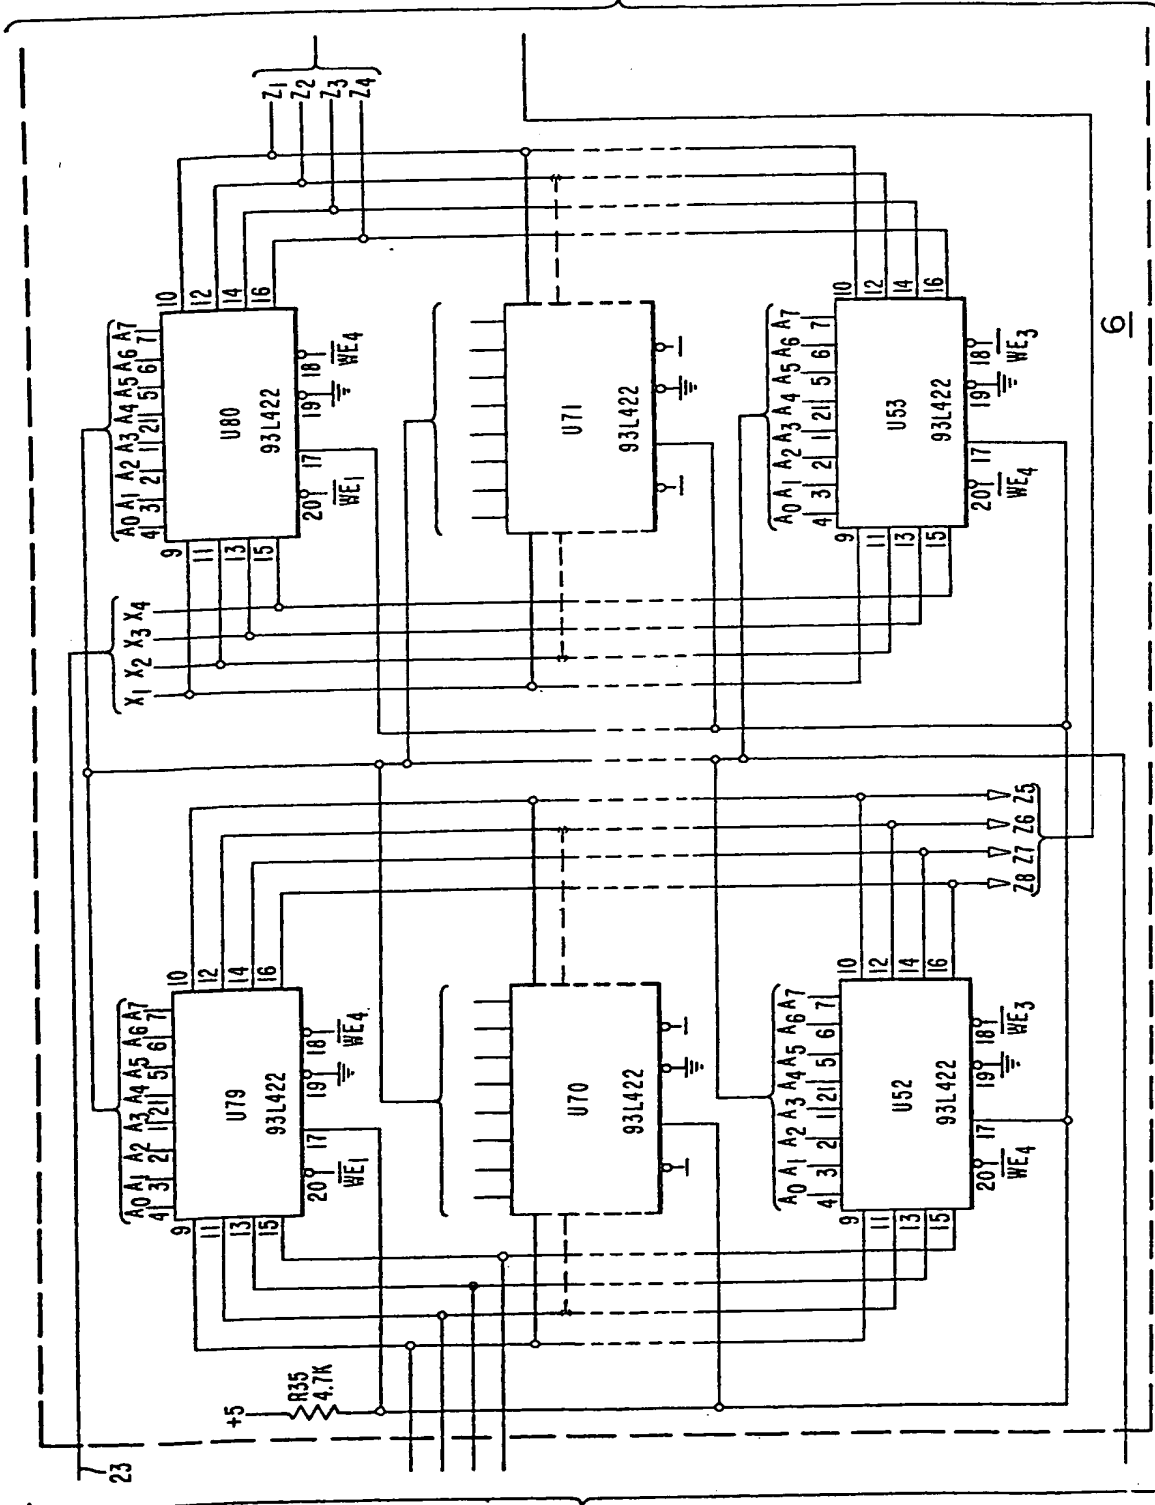 23
+5
R35
4.7K
A0 A1 A2 A3 A4 A5 A6 A7
4 3 2 1 21 5 6 7
9
11
13
15
U79
93L422
10
12
14
16
20 17 19 18
WE1 WE4
X1 X2 X3 X4
A0 A1 A2 A3 A4 A5 A6 A7
4 3 2 1 21 5 6 7
9
11
13
15
U80
93L422
10
12
14
16
20 17 19 18
WE1 WE4
Z1
Z2
Z3
Z4
U70
93L422
U71
93L422
A0 A1 A2 A3 A4 A5 A6 A7
4 3 2 1 21 5 6 7
9
11
13
15
U52
93L422
10
12
14
16
20 17 19 18
WE4 WE3
Z8 Z7 Z6 Z5
A0 A1 A2 A3 A4 A5 A6 A7
4 3 2 1 21 5 6 7
9
11
13
15
U53
93L422
10
12
14
16
20 17 19 18
WE4 WE3
6